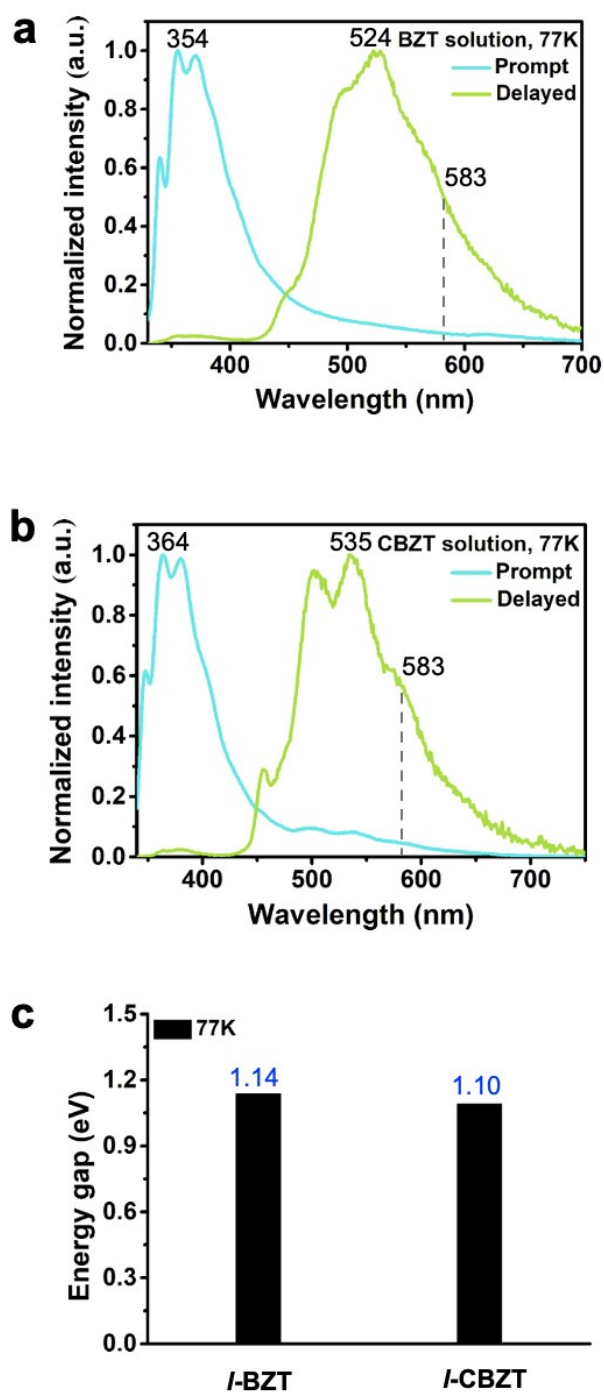 a
354
524 BZT solution, 77K
Prompt
Delayed
583
1.0
0.8
0.6
0.4
0.2
0.0
Normalized intensity (a.u.)
400 500 600 700
Wavelength (nm)
b
364
535 CBZT solution, 77K
Prompt
Delayed
583
1.0
0.8
0.6
0.4
0.2
0.0
Normalized intensity (a.u.)
400 500 600 700
Wavelength (nm)
c
77K
1.14
1.10
1.5
1.2
0.9
0.6
0.3
0.0
Energy gap (eV)
I-BZT I-CBZT